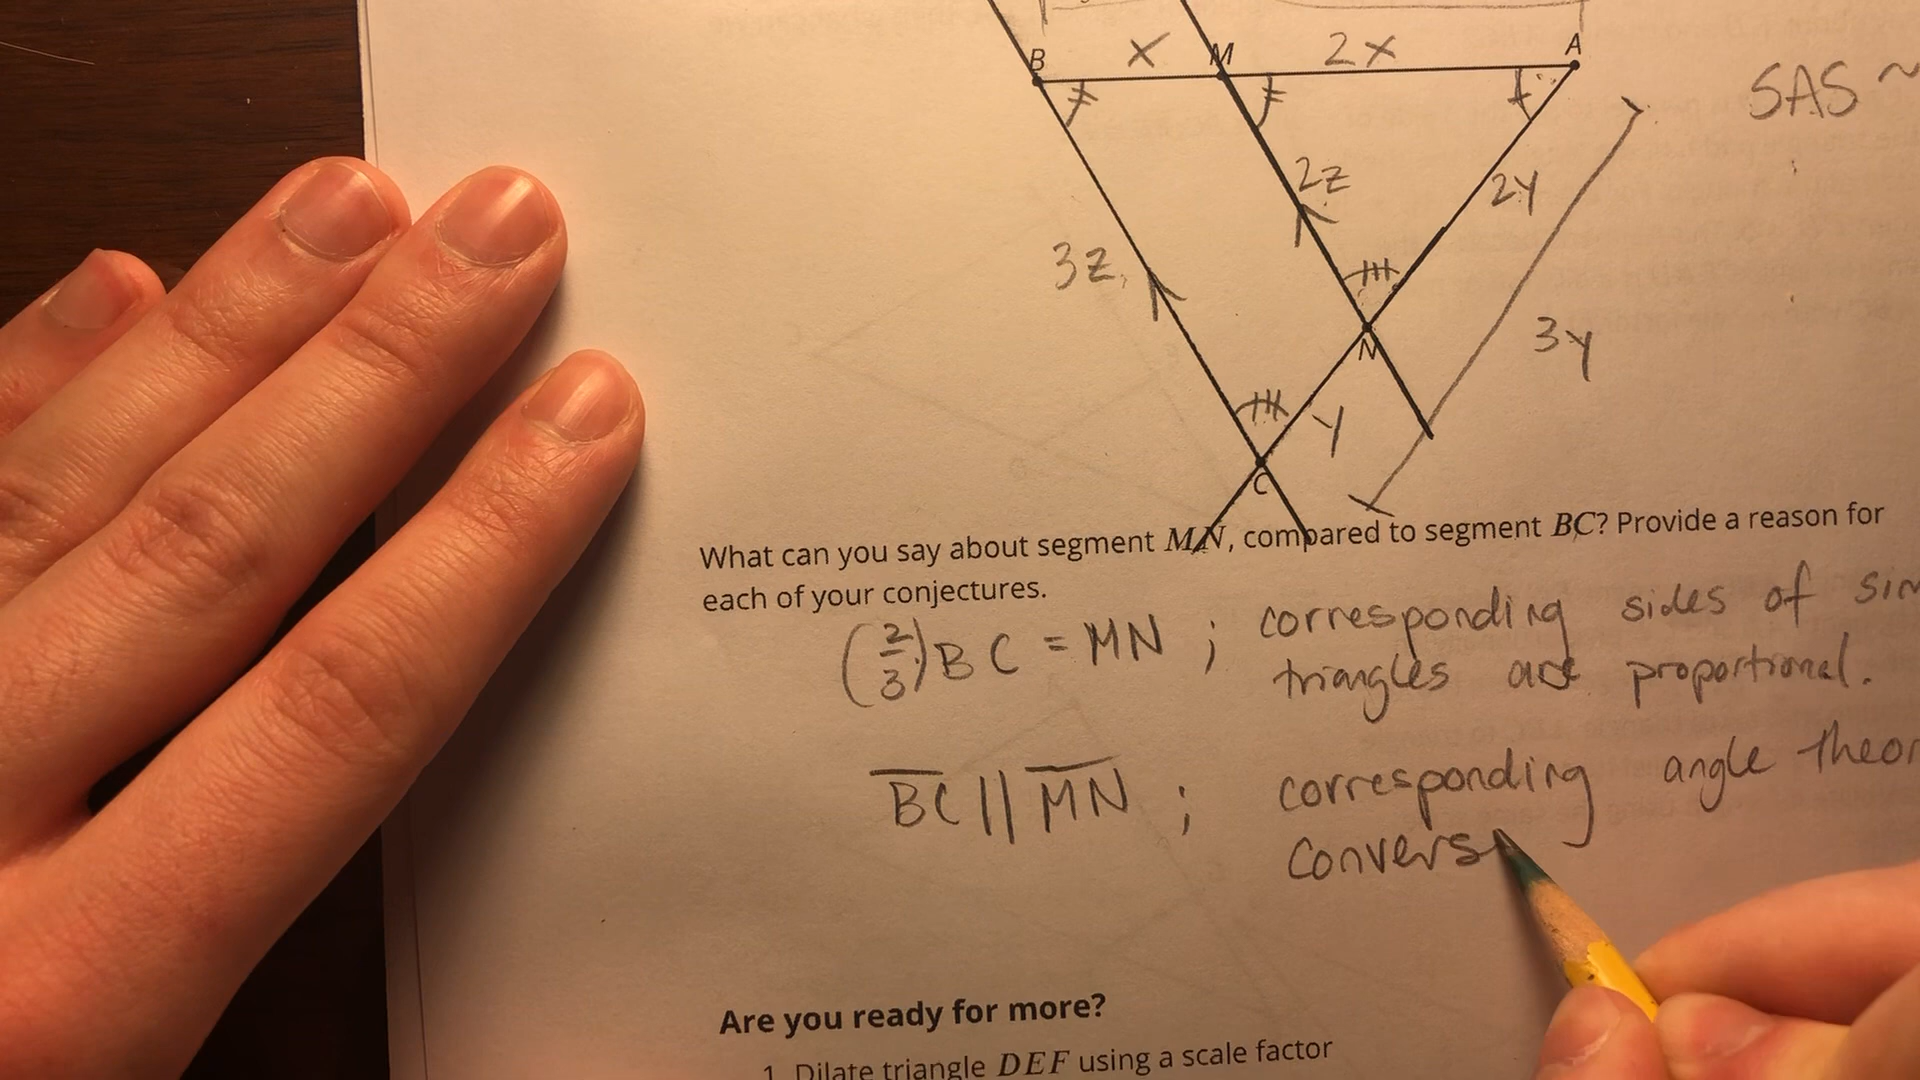 B x M 2x A
SAS ~
2z 2y
3z
3y
N
y
C
What can you say about segment MN, compared to segment BC? Provide a reason for
each of your conjectures.
(2/3)BC = MN ; corresponding sides of
triangles are proportional.
BC || MN ; corresponding angle
convers
Are you ready for more?
1. Dilate triangle DEF using a scale factor